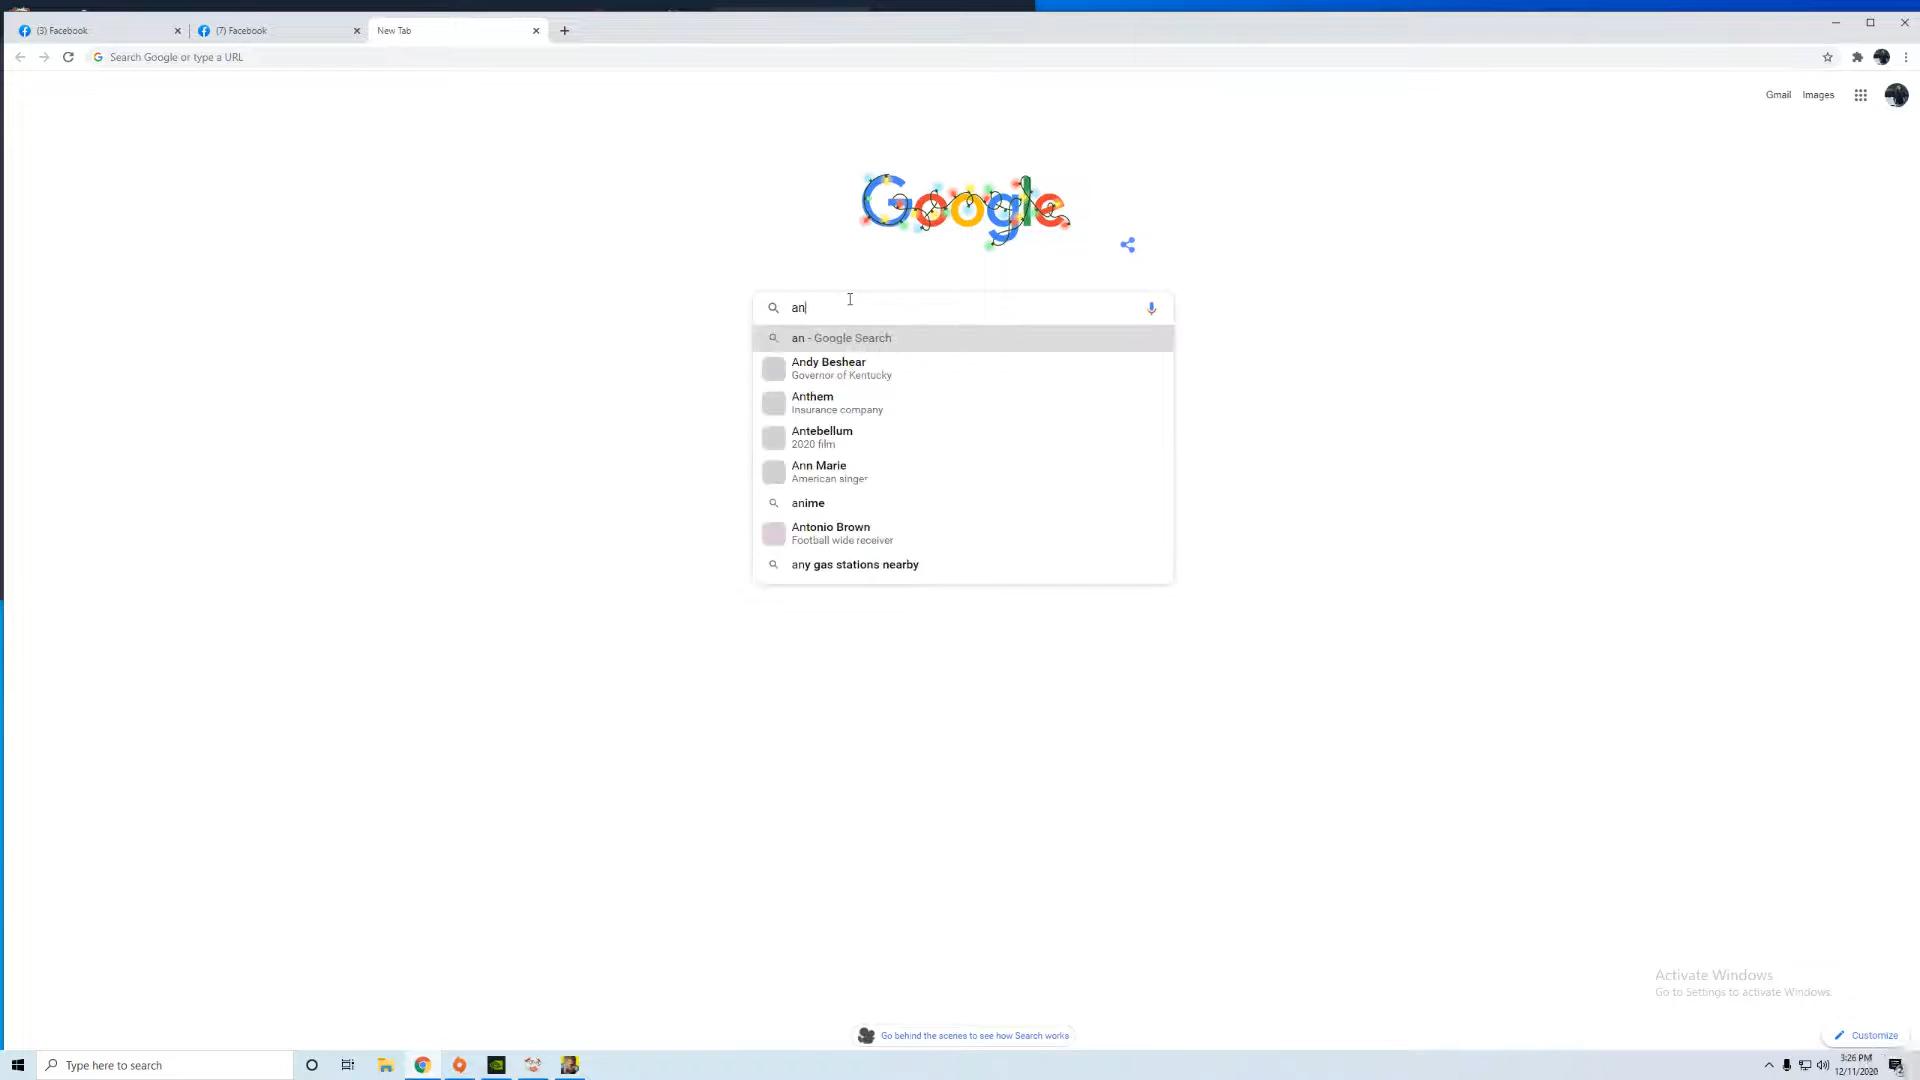 (3) Facebook
(7) Facebook
New Tab
Search Google or type a URL
Gmail Images
Google
an
an - Google Search
Andy Beshear
Governor of Kentucky
Anthem
Insurance company
Antebellum
2020 film
Ann Marie
American singer
anime
Antonio Brown
Football wide receiver
any gas stations nearby
Activate Windows
Go to Settings to activate Windows.
Go behind the scenes to see how Search works
Customize
Type here to search
3:26 PM
12/11/2020